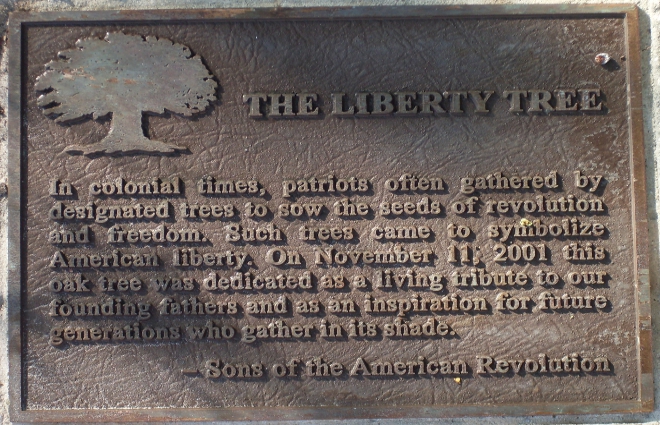 THE LIBERTY TREE
In colonial times, patriots often gathered by
designated trees to sow the seeds of revolution
and freedom. Such trees came to symbolize
American liberty. On November 11, 2001 this
oak tree was dedicated as a living tribute to our
founding fathers and as an inspiration for future
generations who gather in its shade.
– Sons of the American Revolution